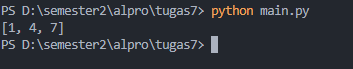 PS D:\semester2\alpro\tugas7> python main.py
[1, 4, 7]
PS D:\semester2\alpro\tugas7>